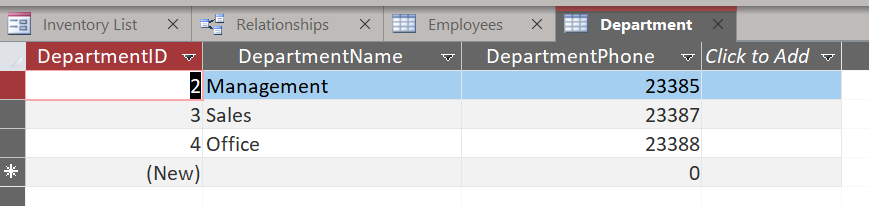 Inventory List Relationships Employees Department
DepartmentID DepartmentName DepartmentPhone Click to Add
2 Management 23385
3 Sales 23387
4 Office 23388
(New) 0